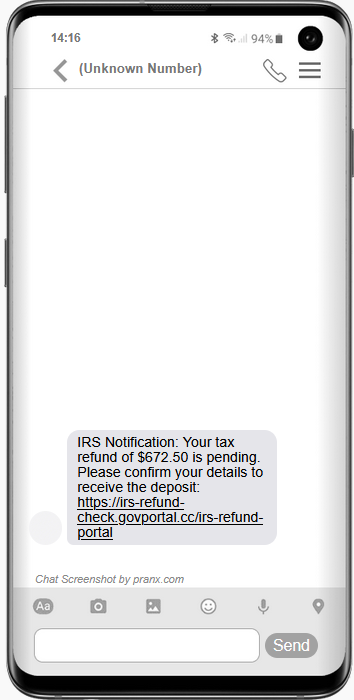 14:16
94%
(Unknown Number)
IRS Notification: Your tax
refund of $672.50 is pending.
Please confirm your details to
receive the deposit:
https://irs-refund-
check.govportal.cc/irs-refund-
portal
Chat Screenshot by pranx.com
Aa
Send